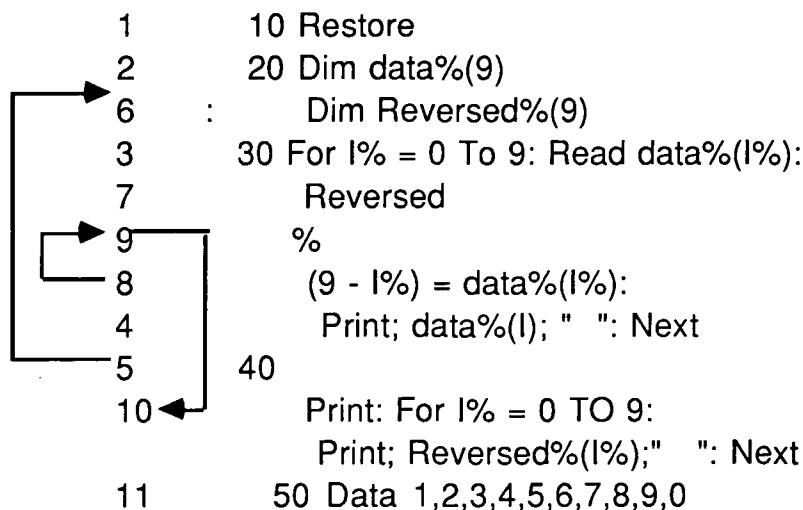 1 10 Restore
2 20 Dim data%(9)
6 : Dim Reversed%(9)
3 30 For I% = 0 To 9: Read data%(I%):
7 Reversed
9 %
8 (9 - I%) = data%(I%):
4 Print; data%(I); " ": Next
5 40
10 Print: For I% = 0 TO 9:
Print; Reversed%(I%);" ": Next
11 50 Data 1,2,3,4,5,6,7,8,9,0